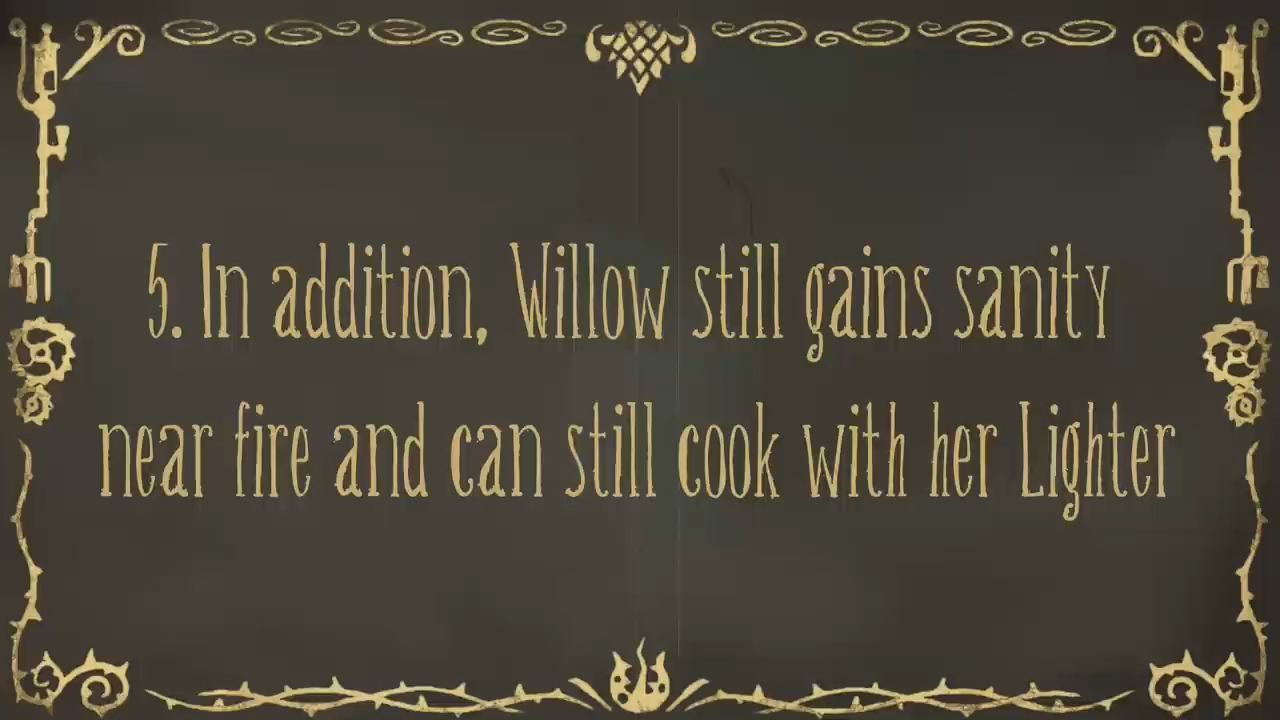 5. In addition, Willow still gains sanity
near fire and can still cook with her Lighter